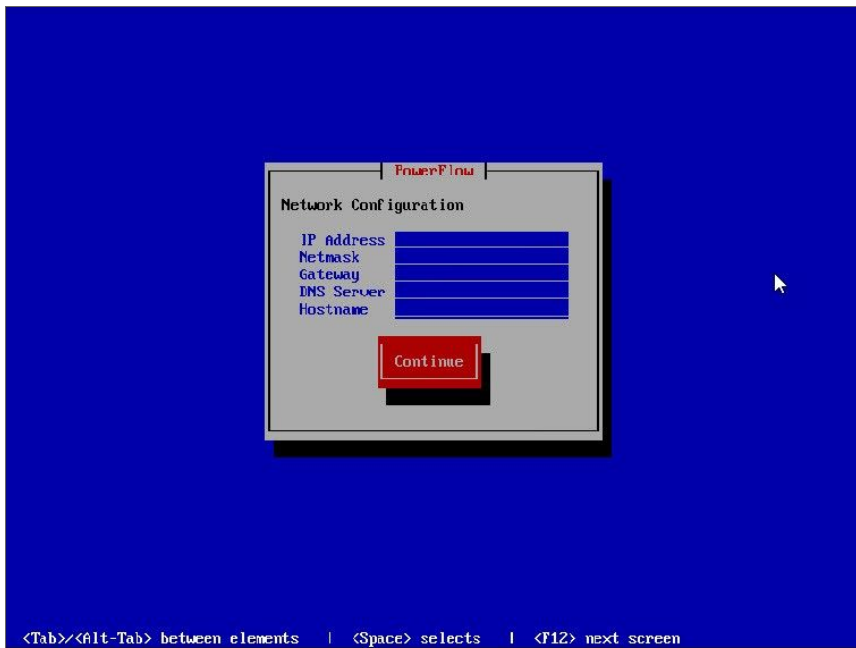 PowerFlow
Network Configuration
IP Address
Netmask
Gateway
DNS Server
Hostname
Continue
<Tab>/<Alt-Tab> between elements | <Space> selects | <F12> next screen